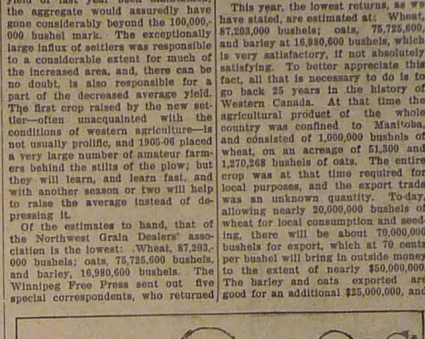 the aggregate would assuredly have
gone considerably beyond the 100,000,-
000 bushel mark. The exceptionally
large influx of settlers was responsible
to a considerable extent for much of
the increased area, and, there can be
no doubt, is also responsible for a
part of the decreased average yield.
The first crop raised by the new set-
tler—often unacquainted with the
conditions of western agriculture—is
not usually prolific, and 1905-06 placed
a very large number of amateur farm-
ers behind the stilts of the plow; but
they will learn, and learn fast, and
with another season or two will help
to raise the average instead of de-
pressing it.
Of the estimates to hand, that of
the Northwest Grain Dealers' asso-
ciation is the lowest: Wheat, 87,203,-
000 bushels; oats, 75,725,600 bushels,
and barley, 16,980,600 bushels. The
Winnipeg Free Press sent out five
special correspondents, who returned
This year, the lowest returns, as we
have stated, are estimated at: Wheat,
87,203,000 bushels; oats, 75,725,600,
and barley at 16,980,600 bushels, which
is very satisfactory, if not absolutely
satisfying. To better appreciate this
fact, all that is necessary to do is to
go back 25 years in the history of
Western Canada. At that time the
agricultural product of the whole
country was confined to Manitoba,
and consisted of 1,000,000 bushels of
wheat, on an acreage of 51,300 and
1,270,268 bushels of oats. The entire
crop was at that time required for
local purposes, and the export trade
was an unknown quantity. To-day,
allowing nearly 20,000,000 bushels of
wheat for local consumption and seed-
ing, there will be about 70,000,000
bushels for export, which at 70 cents
per bushel will bring in outside money
to the extent of nearly $50,000,000.
The barley and oats exported are
good for an additional $25,000,000, and